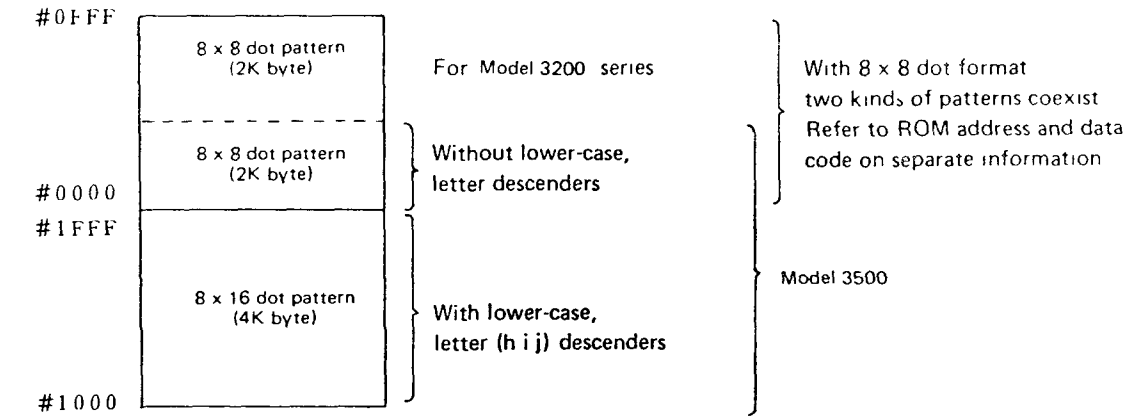 #0FFF
8 x 8 dot pattern
(2K byte)
For Model 3200 series
With 8 x 8 dot format
two kinds of patterns coexist
Refer to ROM address and data
code on separate information
8 x 8 dot pattern
(2K byte)
Without lower-case,
letter descenders
#0000
#1FFF
Model 3500
8 x 16 dot pattern
(4K byte)
With lower-case,
letter (h i j) descenders
#1000